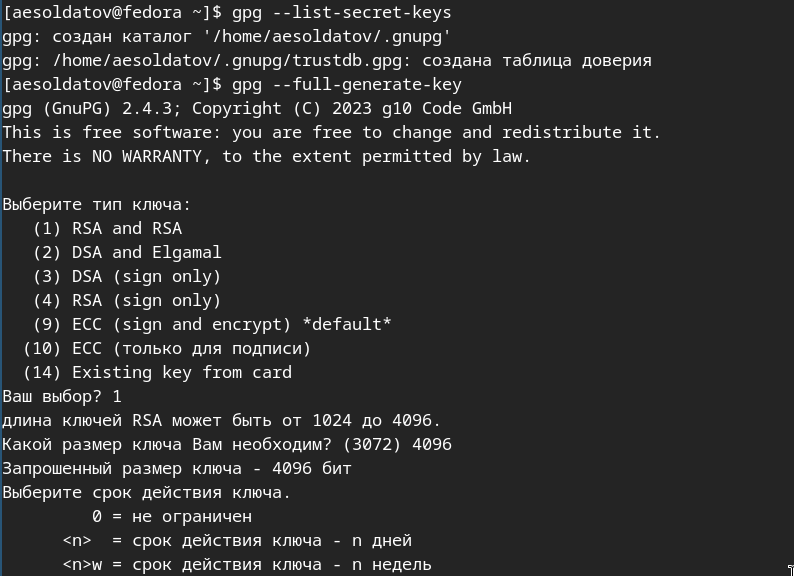 [aesoldatov@fedora ~]$ gpg --list-secret-keys
gpg: создан каталог '/home/aesoldatov/.gnupg'
gpg: /home/aesoldatov/.gnupg/trustdb.gpg: создана таблица доверия
[aesoldatov@fedora ~]$ gpg --full-generate-key
gpg (GnuPG) 2.4.3; Copyright (C) 2023 g10 Code GmbH
This is free software: you are free to change and redistribute it.
There is NO WARRANTY, to the extent permitted by law.

Выберите тип ключа:
   (1) RSA and RSA
   (2) DSA and Elgamal
   (3) DSA (sign only)
   (4) RSA (sign only)
   (9) ECC (sign and encrypt) *default*
  (10) ECC (только для подписи)
  (14) Existing key from card
Ваш выбор? 1
длина ключей RSA может быть от 1024 до 4096.
Какой размер ключа Вам необходим? (3072) 4096
Запрошенный размер ключа - 4096 бит
Выберите срок действия ключа.
         0 = не ограничен
      <n>  = срок действия ключа - n дней
      <n>w = срок действия ключа - n недель